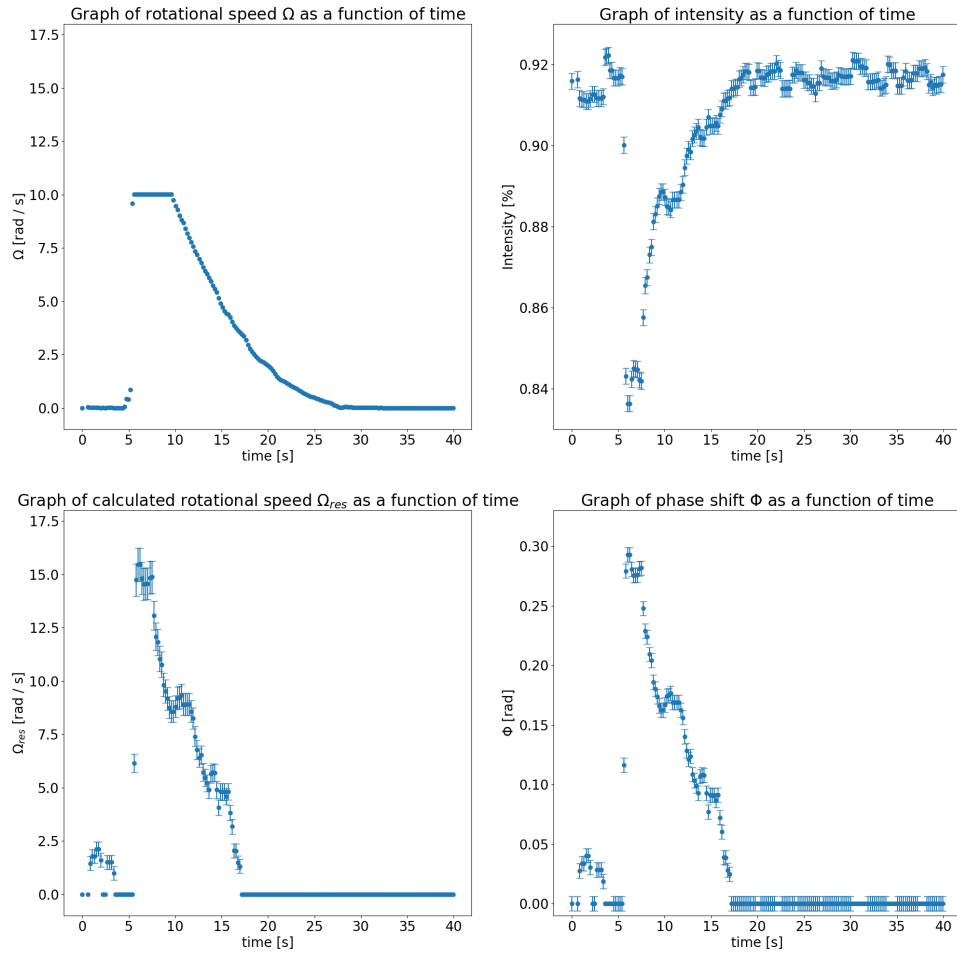 Graph of rotational speed Ω as a function of time
17.5
15.0
12.5
10.0
7.5
5.0
2.5
0.0
Ω [rad / s]
0 5 10 15 20 25 30 35 40
time [s]
Graph of intensity as a function of time
0.92
0.90
0.88
0.86
0.84
Intensity [%]
0 5 10 15 20 25 30 35 40
time [s]
Graph of calculated rotational speed Ω_res as a function of time
17.5
15.0
12.5
10.0
7.5
5.0
2.5
0.0
Ω_res [rad / s]
0 5 10 15 20 25 30 35 40
time [s]
Graph of phase shift Φ as a function of time
0.30
0.25
0.20
0.15
0.10
0.05
0.00
Φ [rad]
0 5 10 15 20 25 30 35 40
time [s]